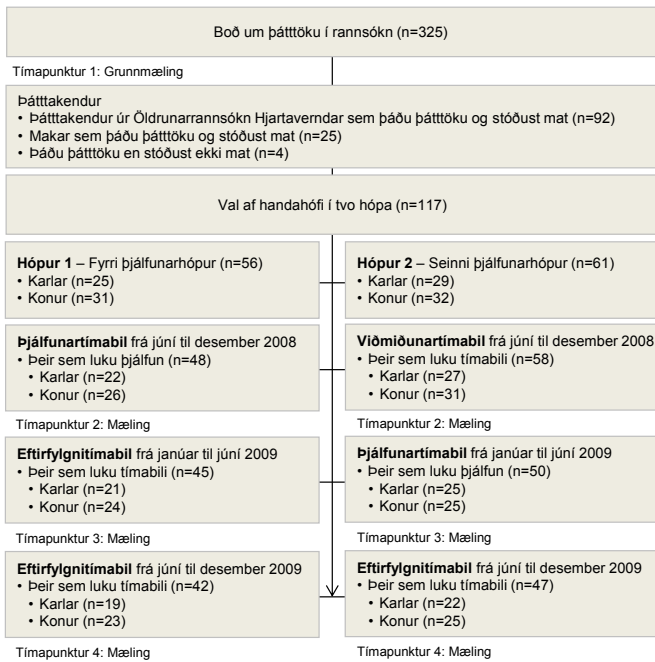 Boð um þátttöku í rannsókn (n=325)
Tímapunktur 1: Grunnmæling
Þátttakendur
• Þátttakendur úr Öldrunarrannsókn Hjartaverndar sem þáðu þátttöku og stóðust mat (n=92)
• Makar sem þáðu þátttöku og stóðust mat (n=25)
• Þáðu þátttöku en stóðust ekki mat (n=4)
Val af handahófi í tvo hópa (n=117)
Hópur 1 – Fyrri þjálfunarhópur (n=56)
• Karlar (n=25)
• Konur (n=31)
Hópur 2 – Seinni þjálfunarhópur (n=61)
• Karlar (n=29)
• Konur (n=32)
Þjálfunartímabil frá júní til desember 2008
• Þeir sem luku þjálfun (n=48)
• Karlar (n=22)
• Konur (n=26)
Tímapunktur 2: Mæling
Viðmiðunartímabil frá júní til desember 2008
• Þeir sem luku tímabili (n=58)
• Karlar (n=27)
• Konur (n=31)
Tímapunktur 2: Mæling
Eftirfylgnitímabil frá janúar til júní 2009
• Þeir sem luku tímabili (n=45)
• Karlar (n=21)
• Konur (n=24)
Tímapunktur 3: Mæling
Þjálfunartímabil frá janúar til júní 2009
• Þeir sem luku þjálfun (n=50)
• Karlar (n=25)
• Konur (n=25)
Tímapunktur 3: Mæling
Eftirfylgnitímabil frá júní til desember 2009
• Þeir sem luku tímabili (n=42)
• Karlar (n=19)
• Konur (n=23)
Tímapunktur 4: Mæling
Eftirfylgnitímabil frá júní til desember 2009
• Þeir sem luku tímabili (n=47)
• Karlar (n=22)
• Konur (n=25)
Tímapunktur 4: Mæling